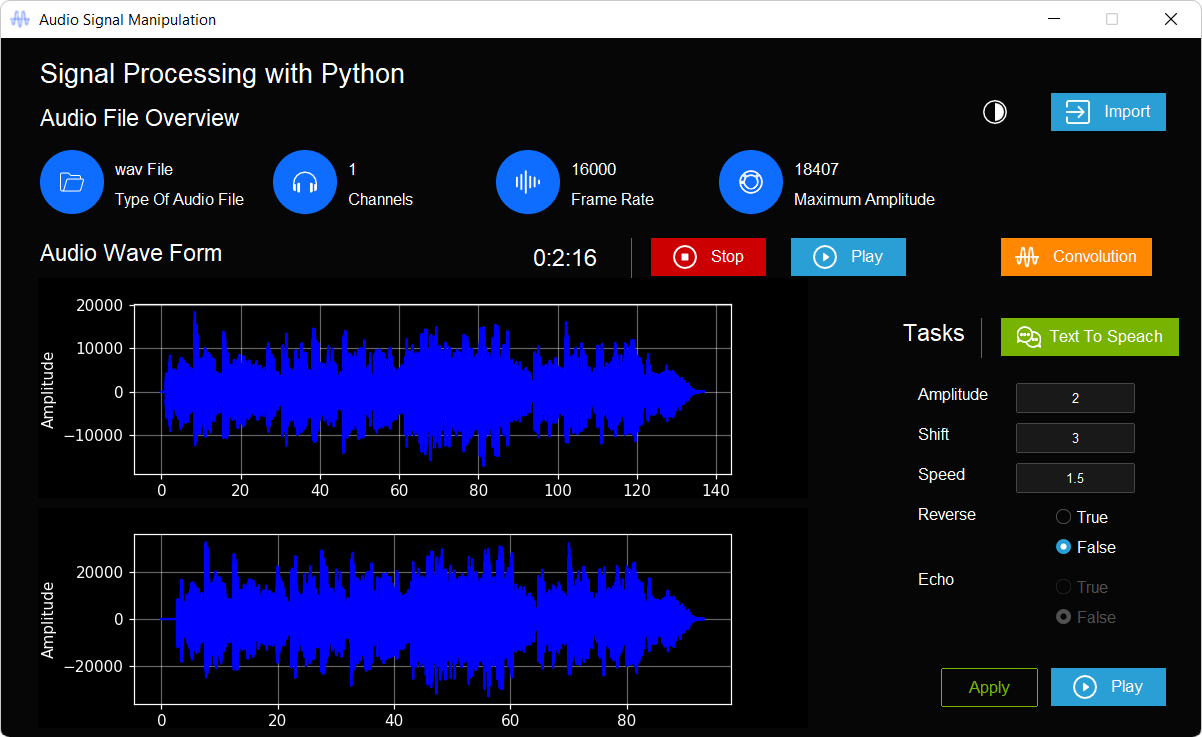 Audio Signal Manipulation
Signal Processing with Python
Audio File Overview
Import
wav File
Type Of Audio File
1
Channels
16000
Frame Rate
18407
Maximum Amplitude
Audio Wave Form
0:2:16
Stop
Play
Convolution
20000
10000
0
−10000
Amplitude
0 20 40 60 80 100 120 140
Tasks
Text To Speach
Amplitude 2
Shift 3
Speed 1.5
Reverse
True
False
Echo
True
False
20000
0
−20000
Amplitude
0 20 40 60 80
Apply
Play